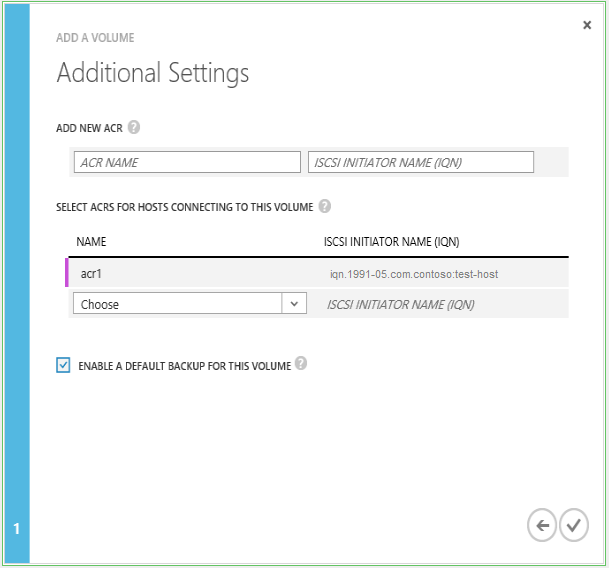 ADD A VOLUME
Additional Settings
ADD NEW ACR ?
ACR NAME ISCSI INITIATOR NAME (IQN)
SELECT ACRS FOR HOSTS CONNECTING TO THIS VOLUME ?
NAME ISCSI INITIATOR NAME (IQN)
acr1 iqn.1991-05.com.contoso:test-host
Choose ISCSI INITIATOR NAME (IQN)
ENABLE A DEFAULT BACKUP FOR THIS VOLUME ?
1